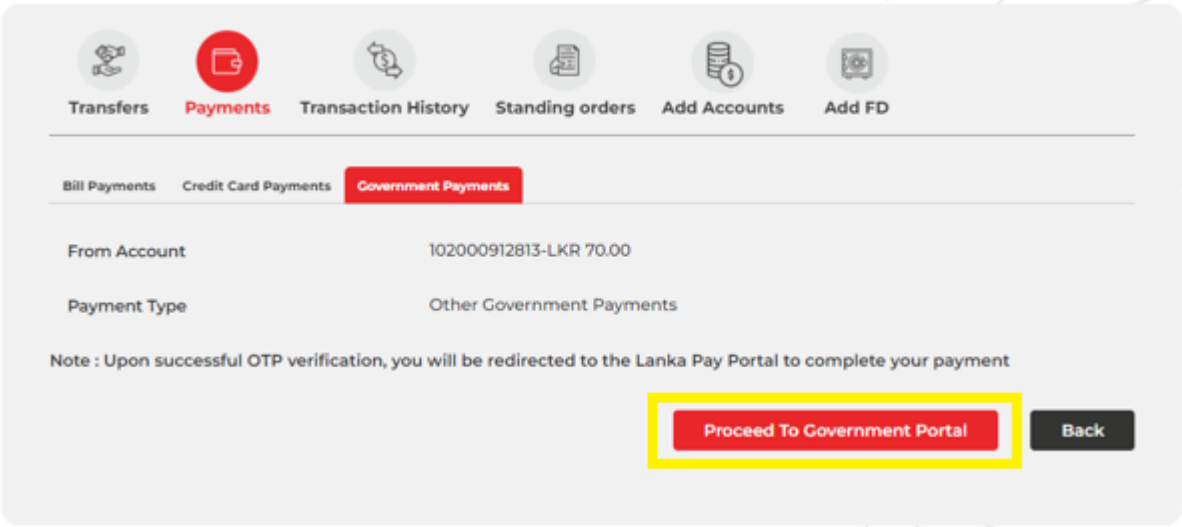 Transfers Payments Transaction History Standing orders Add Accounts Add FD
Bill Payments Credit Card Payments Government Payments
From Account 102000912813-LKR 70.00
Payment Type Other Government Payments
Note : Upon successful OTP verification, you will be redirected to the Lanka Pay Portal to complete your payment
Proceed To Government Portal Back